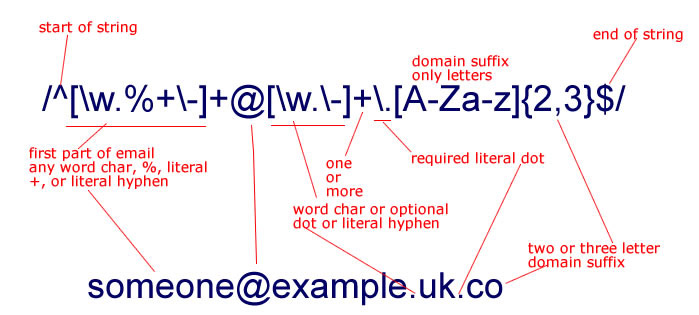 start of string
end of string
domain suffix
only letters
/^[\w.%+\-]+@[\w.\-]+\.[A-Za-z]{2,3}$/
first part of email
any word char, %, literal
+, or literal hyphen
one
or
more
required literal dot
word char or optional
dot or literal hyphen
two or three letter
domain suffix
someone@example.uk.co